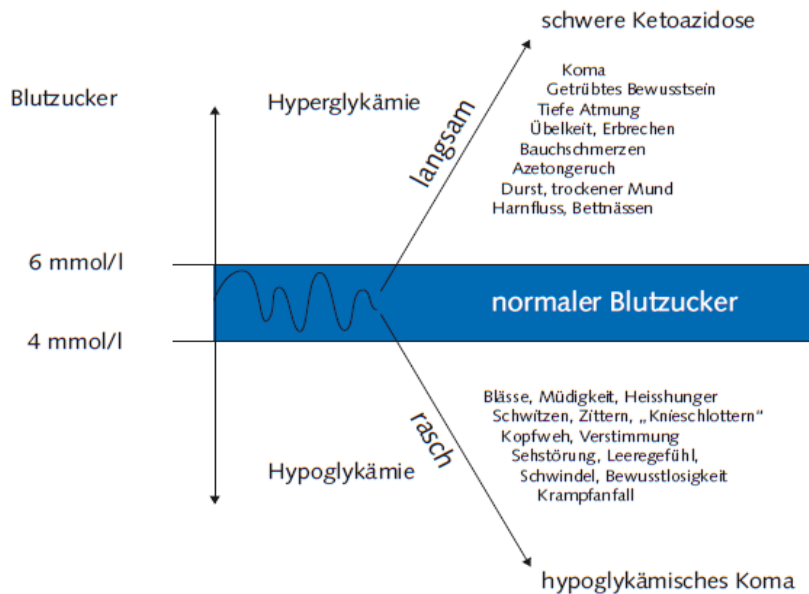 schwere Ketoazidose
Koma
Getrübtes Bewusstsein
Tiefe Atmung
Übelkeit, Erbrechen
Bauchschmerzen
Azetongeruch
Durst, trockener Mund
Harnfluss, Bettnässen
Blutzucker
Hyperglykämie
langsam
6 mmol/l
normaler Blutzucker
4 mmol/l
Blässe, Müdigkeit, Heisshunger
Schwitzen, Zittern, „Knieschlottern“
Kopfweh, Verstimmung
Sehstörung, Leeregefühl,
Schwindel, Bewusstlosigkeit
Krampfanfall
rasch
Hypoglykämie
hypoglykämisches Koma